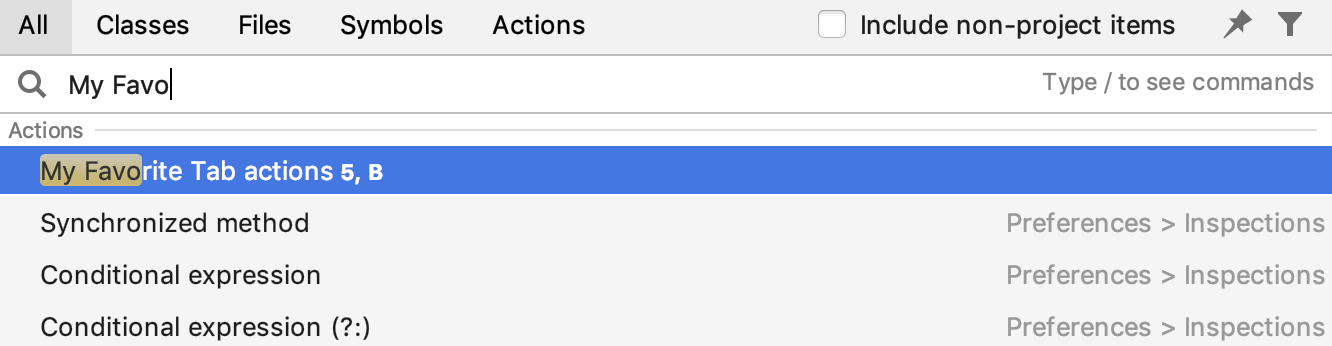 All Classes Files Symbols Actions Include non-project items
My Favo Type / to see commands
Actions
My Favorite Tab actions 5, B
Synchronized method Preferences > Inspections
Conditional expression Preferences > Inspections
Conditional expression (?:) Preferences > Inspections